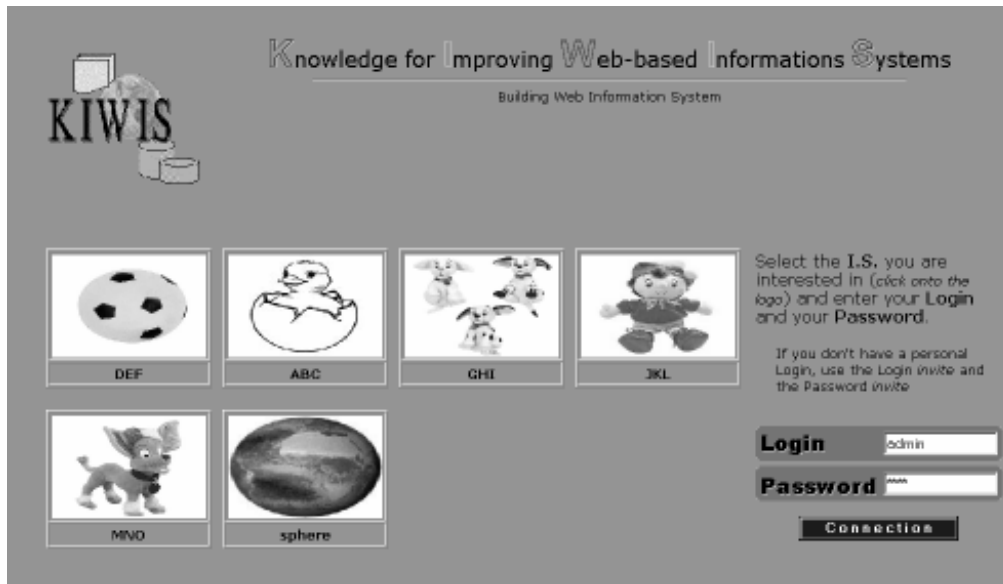 Knowledge for Improving Web-based Informations Systems
Building Web Information System
KIWIS
DEF
ABC
GHI
JKL
Select the I.S. you are
interested in (click onto the
logo) and enter your Login
and your Password.
If you don't have a personal
Login, use the Login invite and
the Password invite
MNO
sphere
Login admin
Password ****
Connection